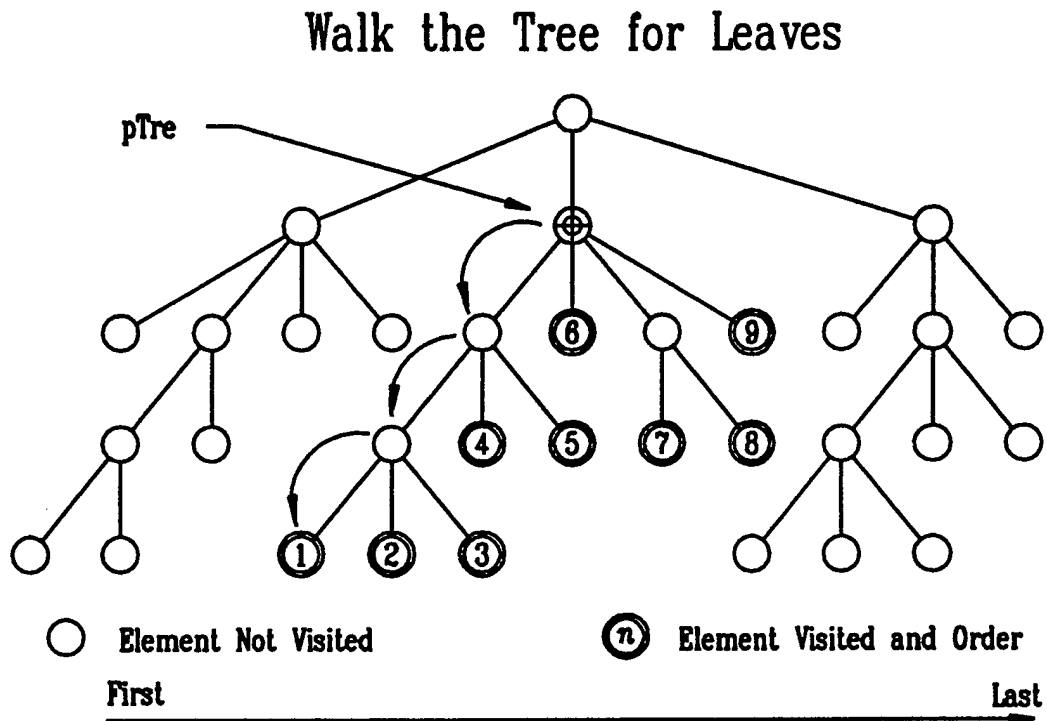 Walk the Tree for Leaves
pTre
6 9
4 5 7 8
1 2 3
Element Not Visited
n Element Visited and Order
First Last